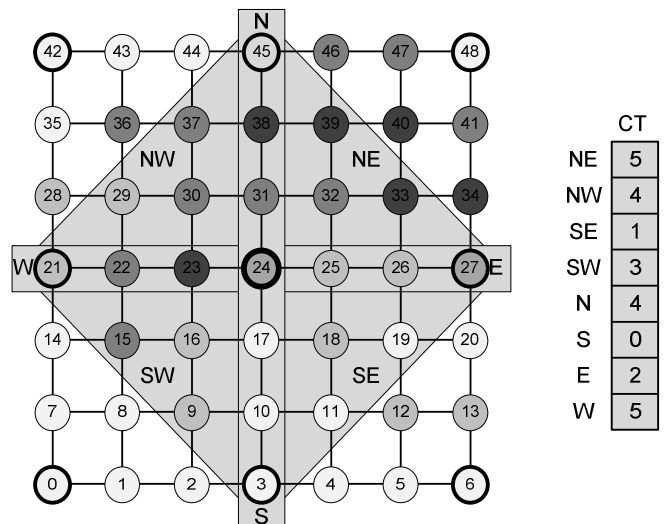 N
42 43 44 45 46 47 48
CT
35 36 37 38 39 40 41
NW NE
NE 5
NW 4
28 29 30 31 32 33 34
SE 1
W 21 22 23 24 25 26 27 E
SW 3
N 4
14 15 16 17 18 19 20
S 0
SW SE
E 2
7 8 9 10 11 12 13
W 5
0 1 2 3 4 5 6
S